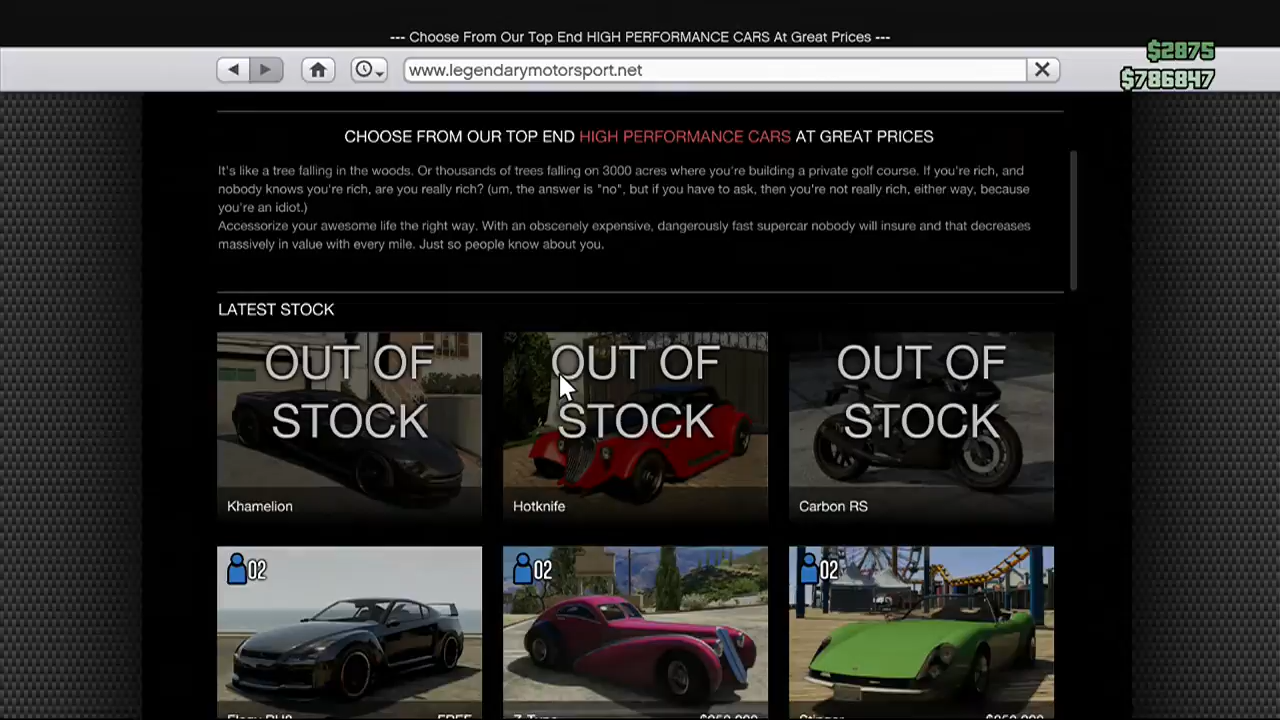 --- Choose From Our Top End HIGH PERFORMANCE CARS At Great Prices ---
$2875
www.legendarymotorsport.net
$786847
CHOOSE FROM OUR TOP END HIGH PERFORMANCE CARS AT GREAT PRICES
It's like a tree falling in the woods. Or thousands of trees falling on 3000 acres where you're building a private golf course. If you're rich, and
nobody knows you're rich, are you really rich? (um, the answer is "no", but if you have to ask, then you're not really rich, either way, because
you're an idiot.)
Accessorize your awesome life the right way. With an obscenely expensive, dangerously fast supercar nobody will insure and that decreases
massively in value with every mile. Just so people know about you.
LATEST STOCK
OUT OF
STOCK
Khamelion
OUT OF
STOCK
Hotknife
OUT OF
STOCK
Carbon RS
02
02
02